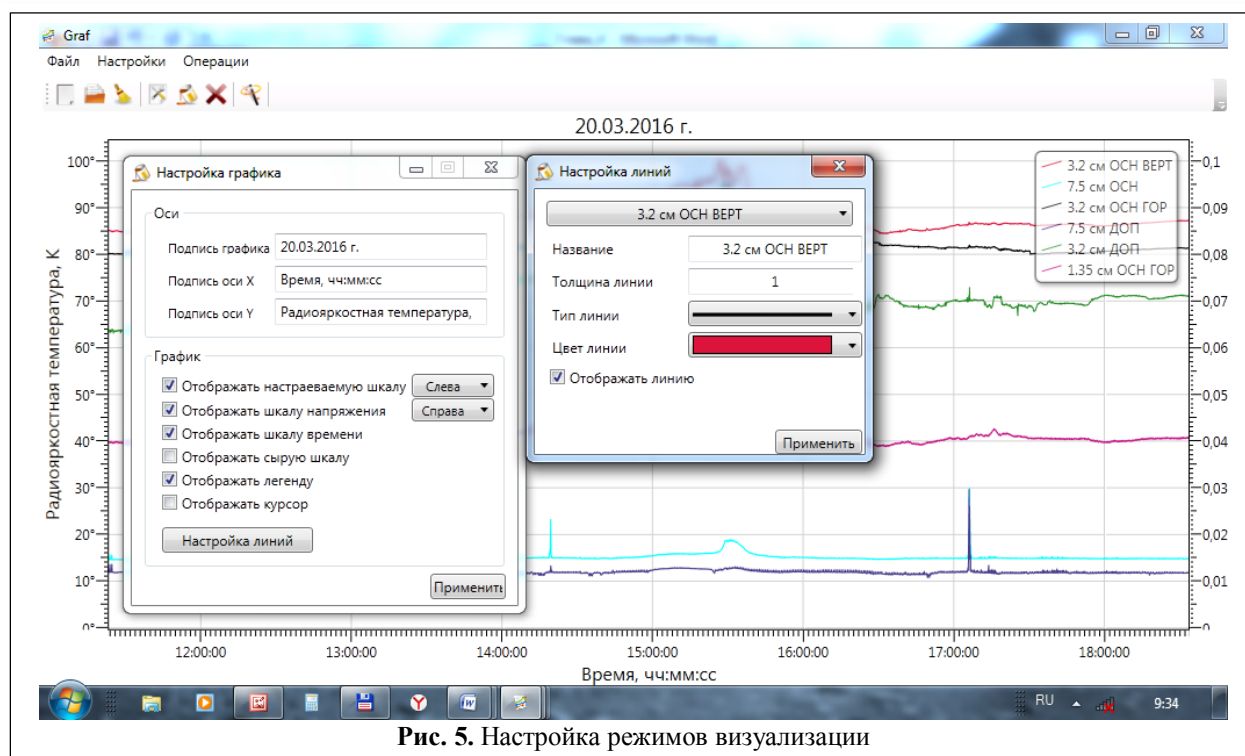 Graf
Файл Настройки Операции
20.03.2016 г.
Радиояркостная температура, К
100°
90°
80°
70°
60°
50°
40°
30°
20°
10°
0°
Настройка графика
Оси
Подпись графика 20.03.2016 г.
Подпись оси X Время, чч:мм:сс
Подпись оси Y Радиояркостная температура,
График
Отображать настраеваемую шкалу Слева
Отображать шкалу напряжения Справа
Отображать шкалу времени
Отображать сырую шкалу
Отображать легенду
Отображать курсор
Настройка линий
Применить
Настройка линий
3.2 см ОСН ВЕРТ
Название 3.2 см ОСН ВЕРТ
Толщина линии 1
Тип линии
Цвет линии
Отображать линию
Применить
3.2 см ОСН ВЕРТ
7.5 см ОСН
3.2 см ОСН ГОР
7.5 см ДОП
3.2 см ДОП
1.35 см ОСН ГОР
0,1
0,09
0,08
0,07
0,06
0,05
0,04
0,03
0,02
0,01
0
12:00:00 13:00:00 14:00:00 15:00:00 16:00:00 17:00:00 18:00:00
Время, чч:мм:сс
RU 9:34
Рис. 5. Настройка режимов визуализации